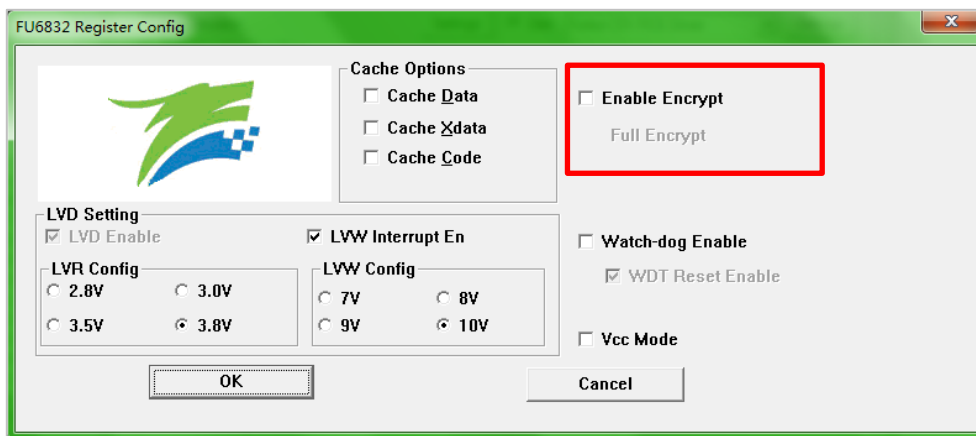 FU6832 Register Config
x
Cache Options
Cache Data
Cache Xdata
Cache Code
Enable Encrypt
Full Encrypt
LVD Setting
LVD Enable
LVW Interrupt En
LVR Config
2.8V 3.0V
3.5V 3.8V
LVW Config
7V 8V
9V 10V
Watch-dog Enable
WDT Reset Enable
Vcc Mode
OK
Cancel